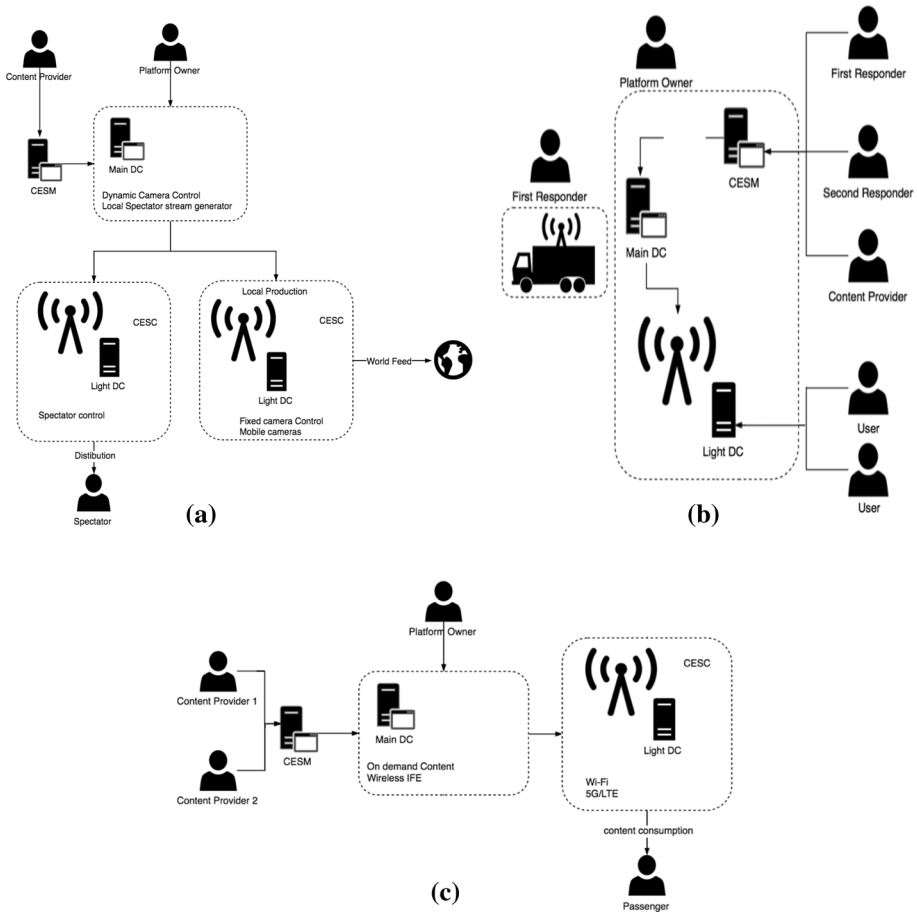 Content Provider
Platform Owner
CESM
Main DC
Dynamic Camera Control
Local Spectator stream generator
CESC
Light DC
Spectator control
Local Production
CESC
Light DC
Fixed camera Control
Mobile cameras
World Feed
Distibution
Spectator
(a)
Platform Owner
First Responder
First Responder
CESM
Second Responder
Main DC
Content Provider
Light DC
User
User
(b)
Platform Owner
Content Provider 1
Content Provider 2
CESM
Main DC
On demand Content
Wireless IFE
CESC
Light DC
Wi-Fi
5G/LTE
content consumption
Passenger
(c)